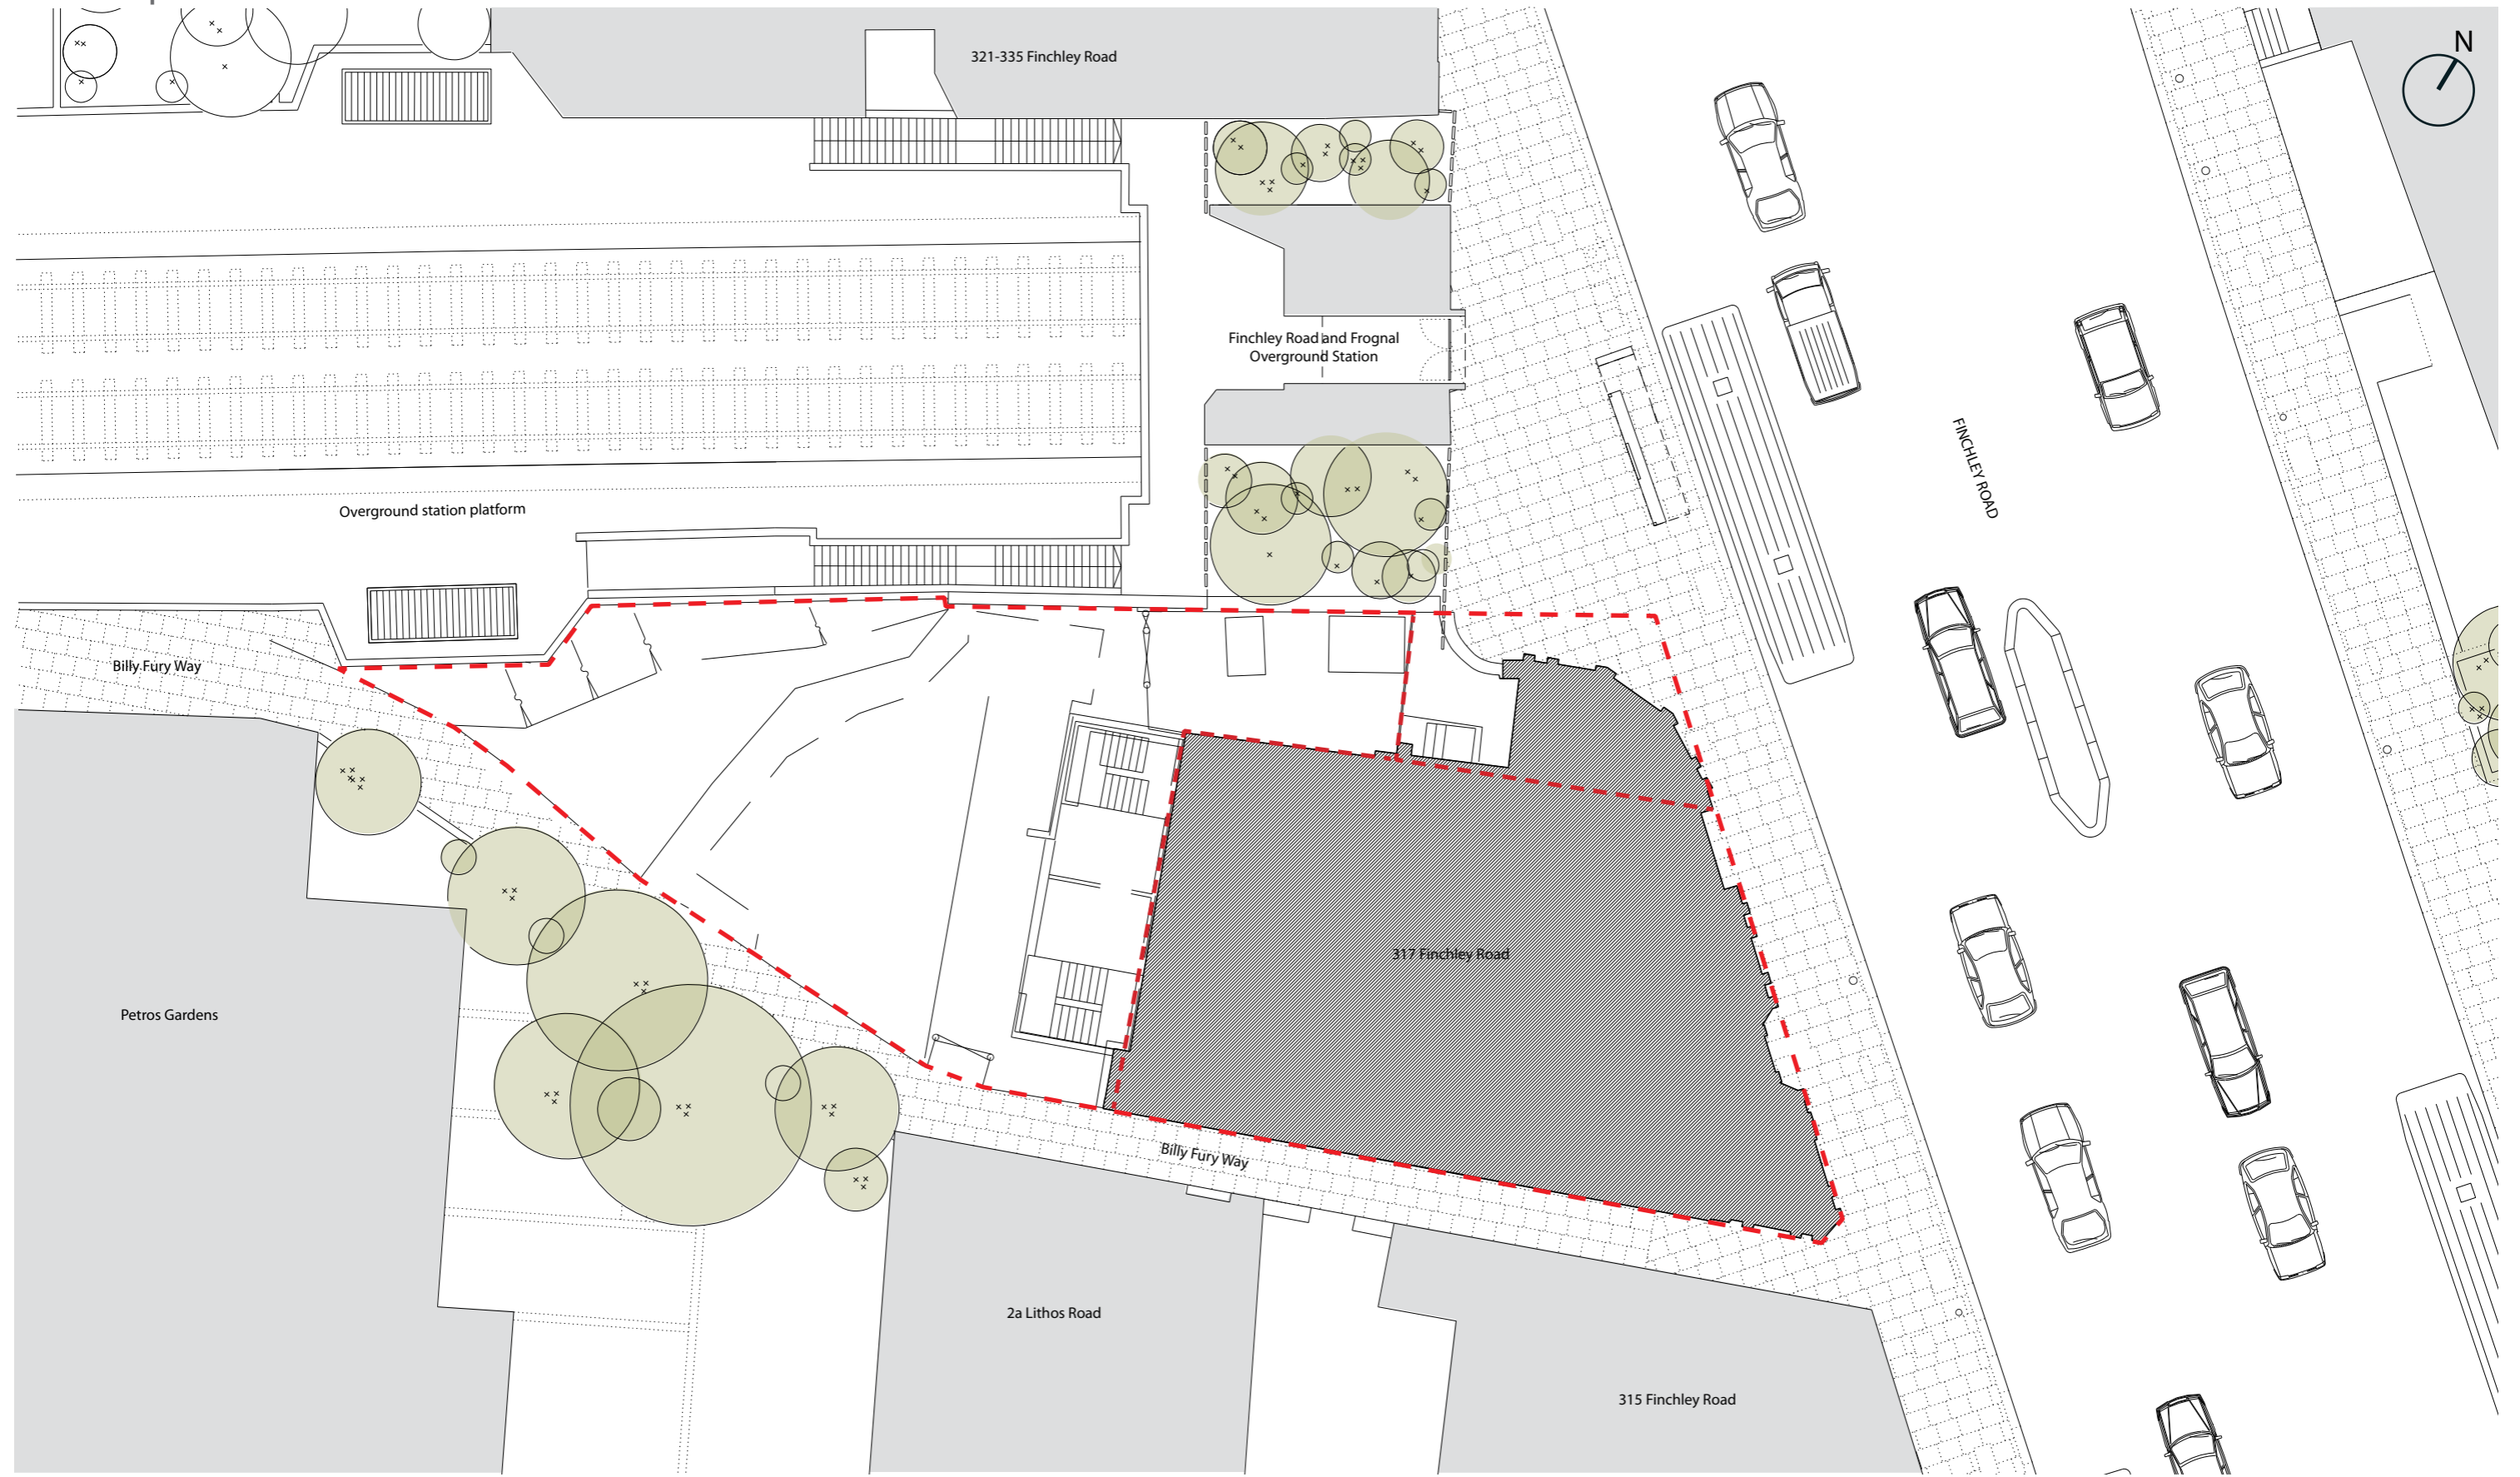 321-335 Finchley Road
N
Finchley Road and Frognal
Overground Station
FINCHLEY ROAD
Overground station platform
Billy Fury Way
317 Finchley Road
Petros Gardens
Billy Fury Way
2a Lithos Road
315 Finchley Road